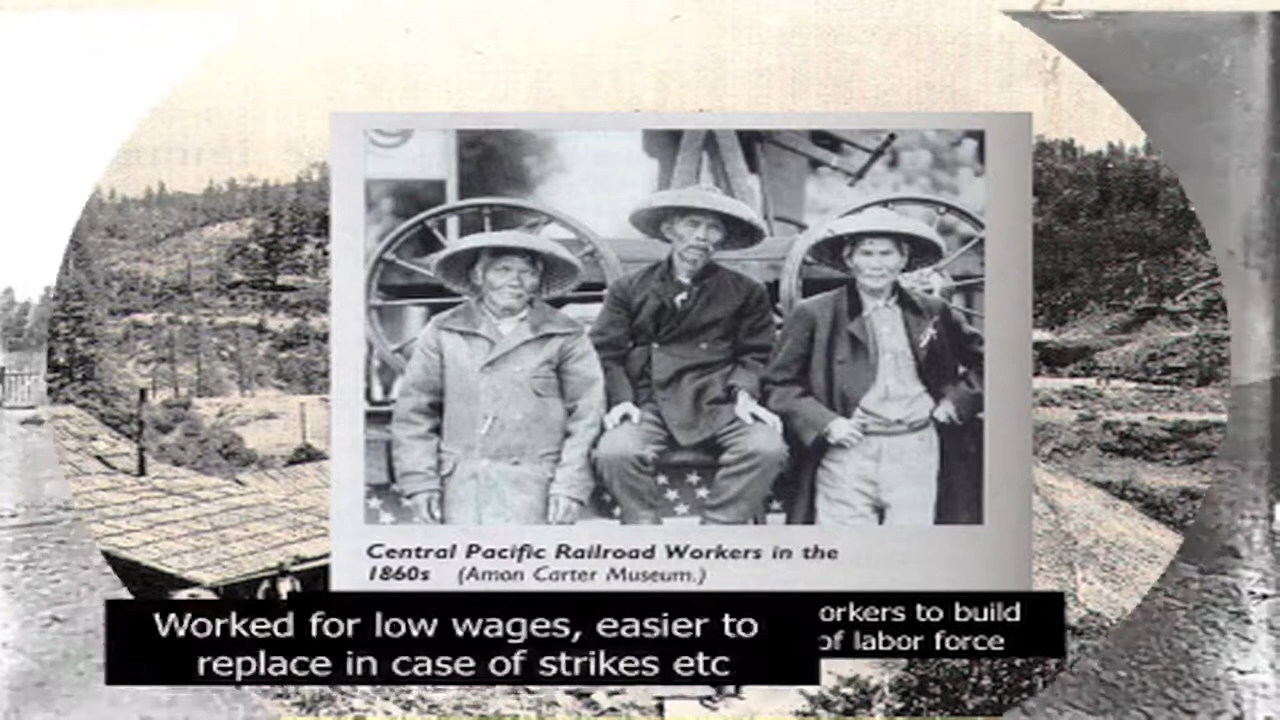 Central Pacific Railroad Workers in the
1860s (Amon Carter Museum.)
Worked for low wages, easier to
replace in case of strikes etc
to build
of labor force